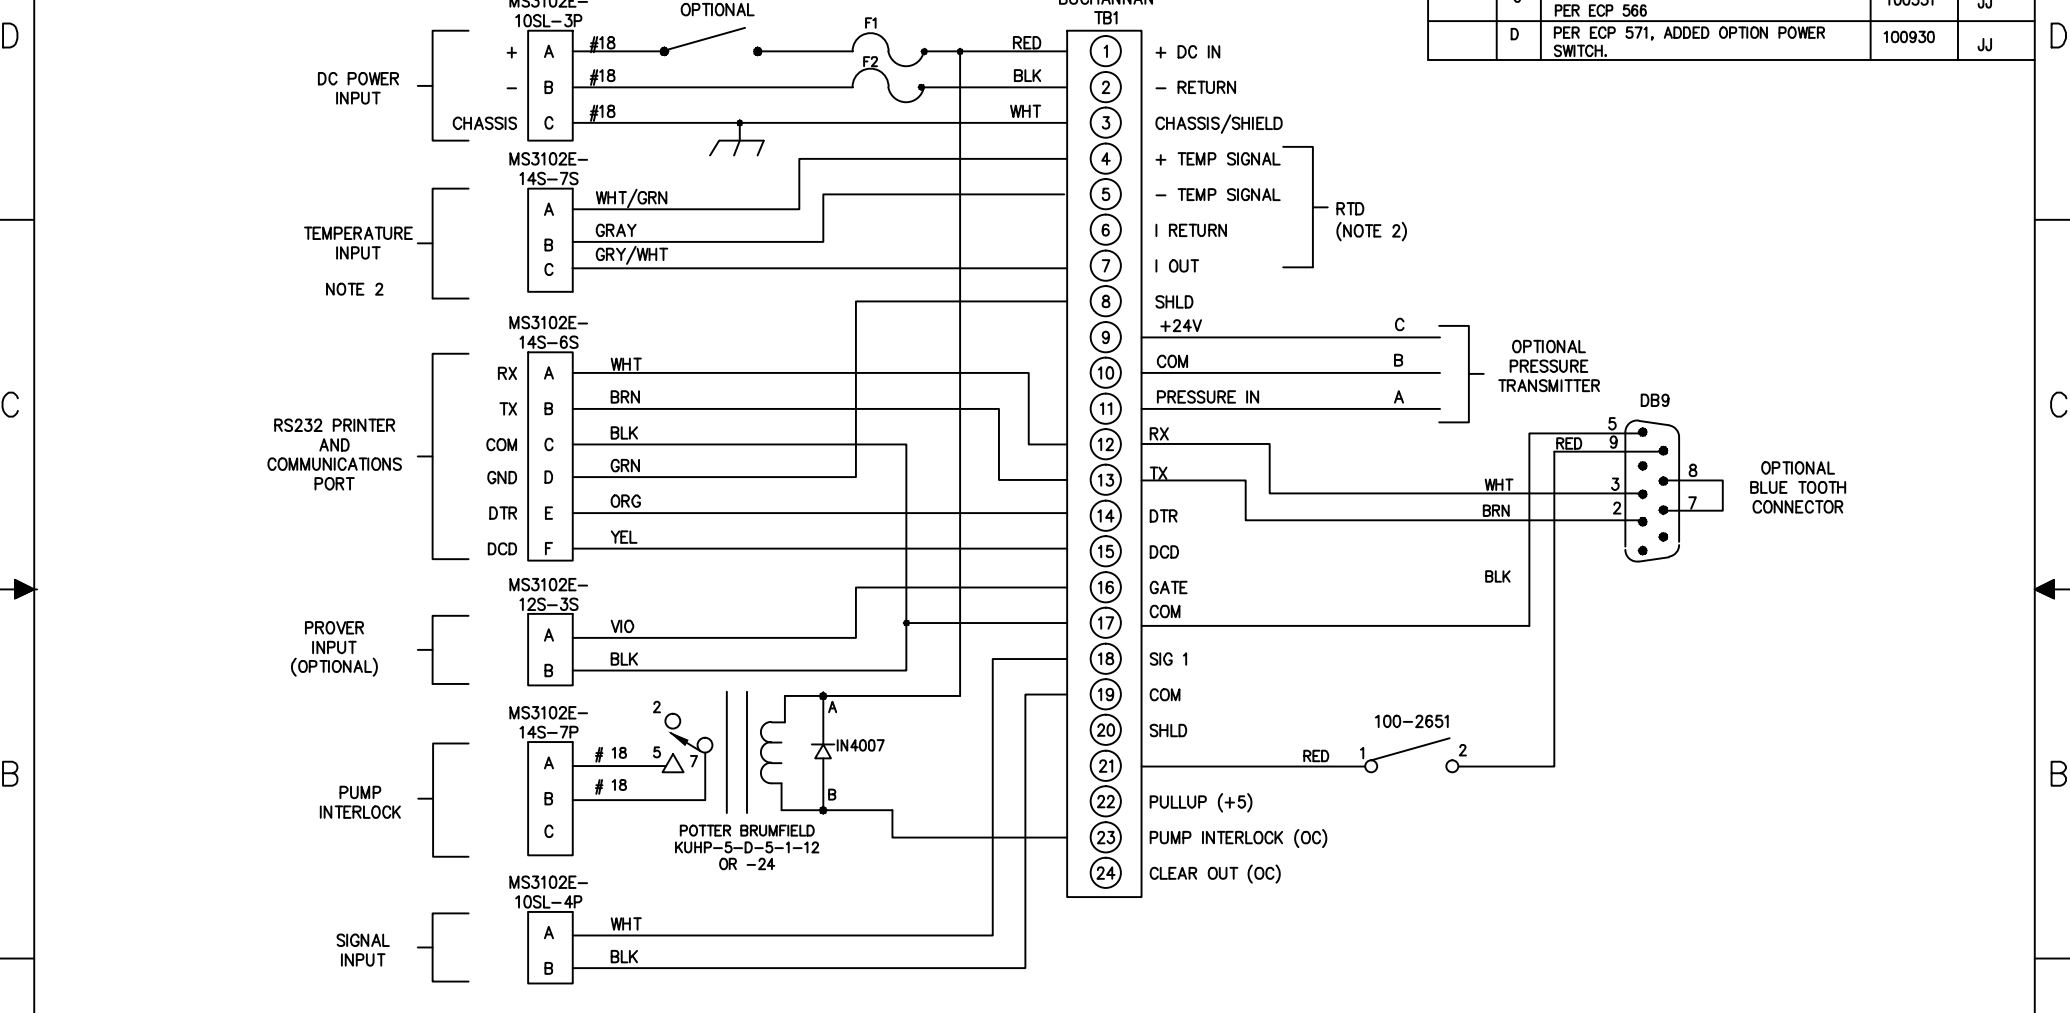 MS3102E-
10SL-3P
OPTIONAL
TB1
PER ECP 566
JJ
D
PER ECP 571, ADDED OPTION POWER
SWITCH.
100930
JJ
D
D
DC POWER
INPUT
+
A
#18
F1
RED
1
+ DC IN
-
B
#18
F2
BLK
2
- RETURN
CHASSIS
C
#18
WHT
3
CHASSIS/SHIELD
MS3102E-
14S-7S
4
+ TEMP SIGNAL
TEMPERATURE
INPUT
NOTE 2
A
WHT/GRN
5
- TEMP SIGNAL
B
GRAY
6
I RETURN
C
GRY/WHT
7
I OUT
RTD
(NOTE 2)
8
SHLD
MS3102E-
14S-6S
9
+24V
C
10
COM
B
11
PRESSURE IN
A
OPTIONAL
PRESSURE
TRANSMITTER
C
C
RS232 PRINTER
AND
COMMUNICATIONS
PORT
RX
A
WHT
TX
B
BRN
COM
C
BLK
GND
D
GRN
DTR
E
ORG
DCD
F
YEL
12
RX
13
TX
14
DTR
15
DCD
16
GATE
17
COM
18
SIG 1
19
COM
20
SHLD
21
22
PULLUP (+5)
23
PUMP INTERLOCK (OC)
24
CLEAR OUT (OC)
DB9
5
RED
9
WHT
3
BRN
2
8
7
BLK
OPTIONAL
BLUE TOOTH
CONNECTOR
RED
1
100-2651
2
MS3102E-
12S-3S
PROVER
INPUT
(OPTIONAL)
A
VIO
B
BLK
B
B
MS3102E-
14S-7P
PUMP
INTERLOCK
A
# 18
B
# 18
C
2
5
7
A
IN4007
B
POTTER BRUMFIELD
KUHP-5-D-5-1-12
OR -24
MS3102E-
10SL-4P
SIGNAL
INPUT
A
WHT
B
BLK